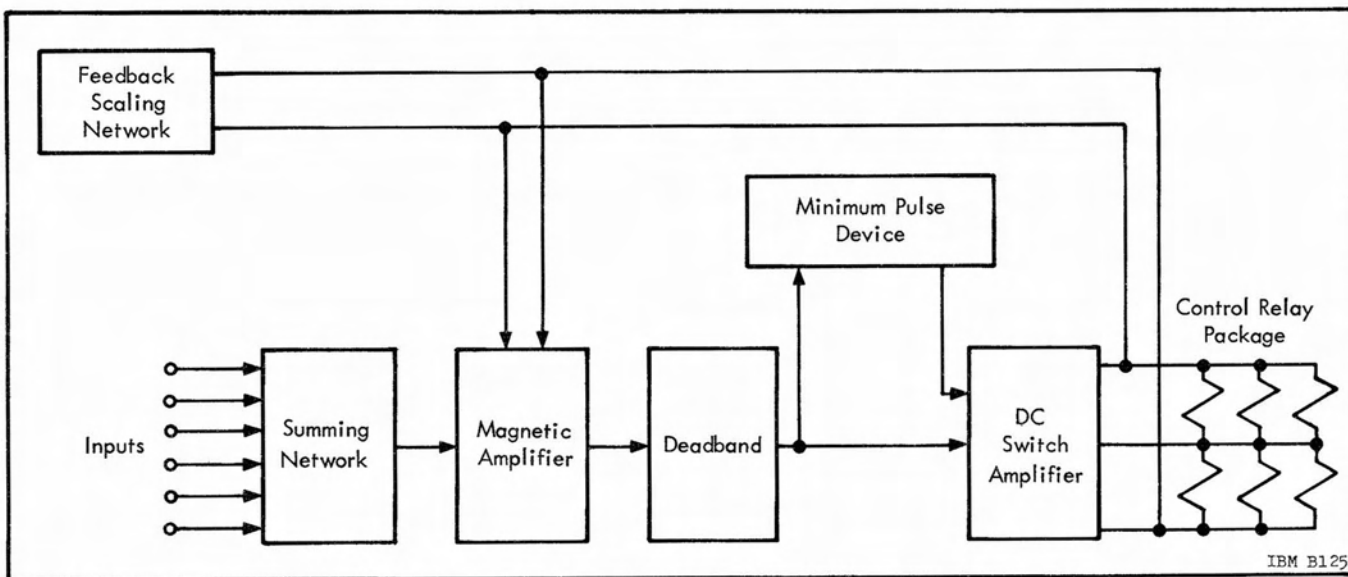 Feedback
Scaling
Network
Minimum Pulse
Device
Control Relay
Package
Inputs
Summing
Network
Magnetic
Amplifier
Deadband
DC
Switch
Amplifier
IBM B125